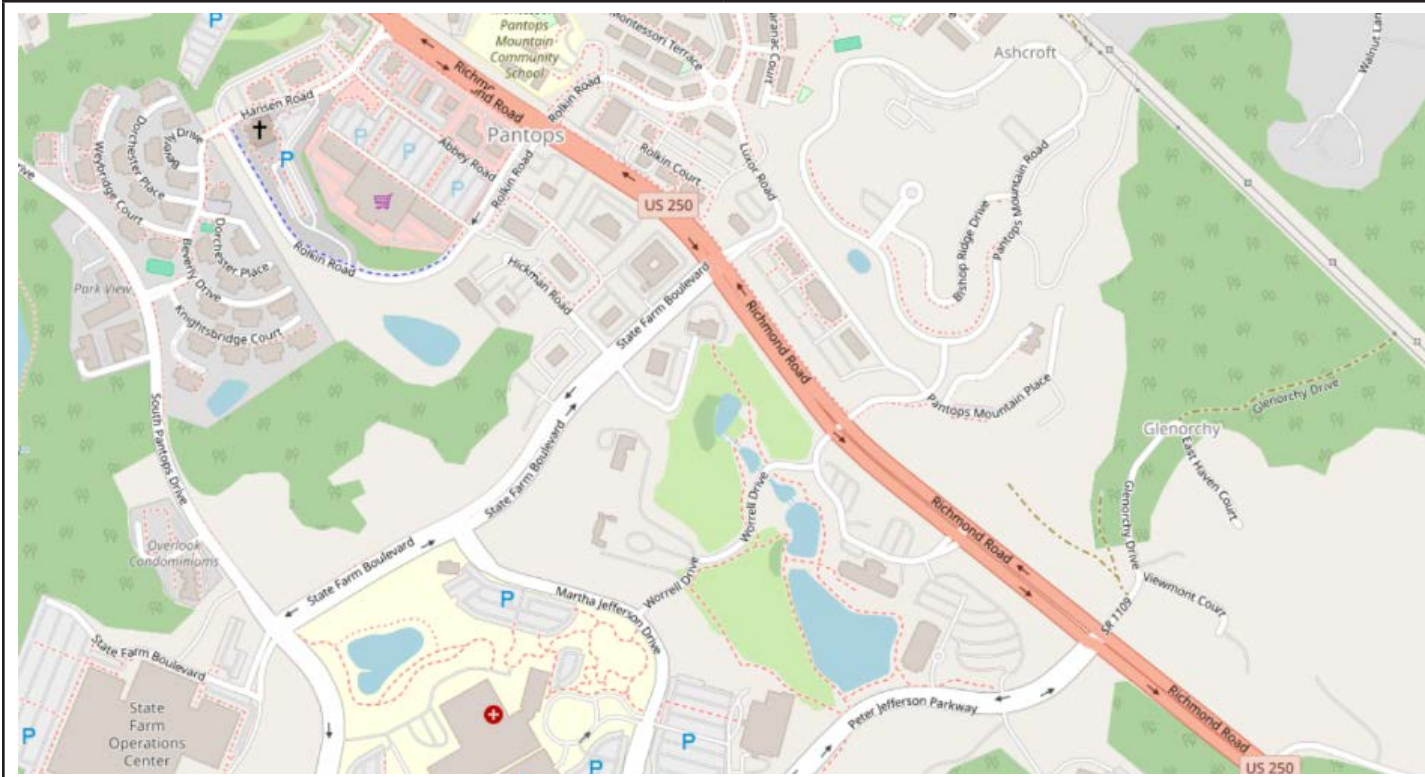 Pantops
Mountain
Community
School
Montessori Terrace
Court
Ashcroft
Richmond Road
Rolkin Road
Hansen Road
Pantops
Abbey Road
Rolkin Court
Luxor Road
Dorchester Place
Weybridge Court
Beverly Drive
Rolkin Road
US 250
Bishop Ridge Drive
Pantops Mountain Road
Dorchester Place
Beverly Drive
Rolkin Road
Hickman Road
State Farm Boulevard
Park View
Knightsbridge Court
Richmond Road
Pantops Mountain Place
Glenorchy Drive
Glenorchy
East Haven Court
South Pantops Drive
State Farm Boulevard
Worrell Drive
Glenorchy Drive
Richmond Road
Overlook
Condominiums
State Farm Boulevard
Martha Jefferson Drive
Worrell Drive
Viewmont Court
SR 1109
State Farm Boulevard
Peter Jefferson Parkway
Richmond Road
State
Farm
Operations
Center
US 250
P
P
P
P
P
P
P
P
P